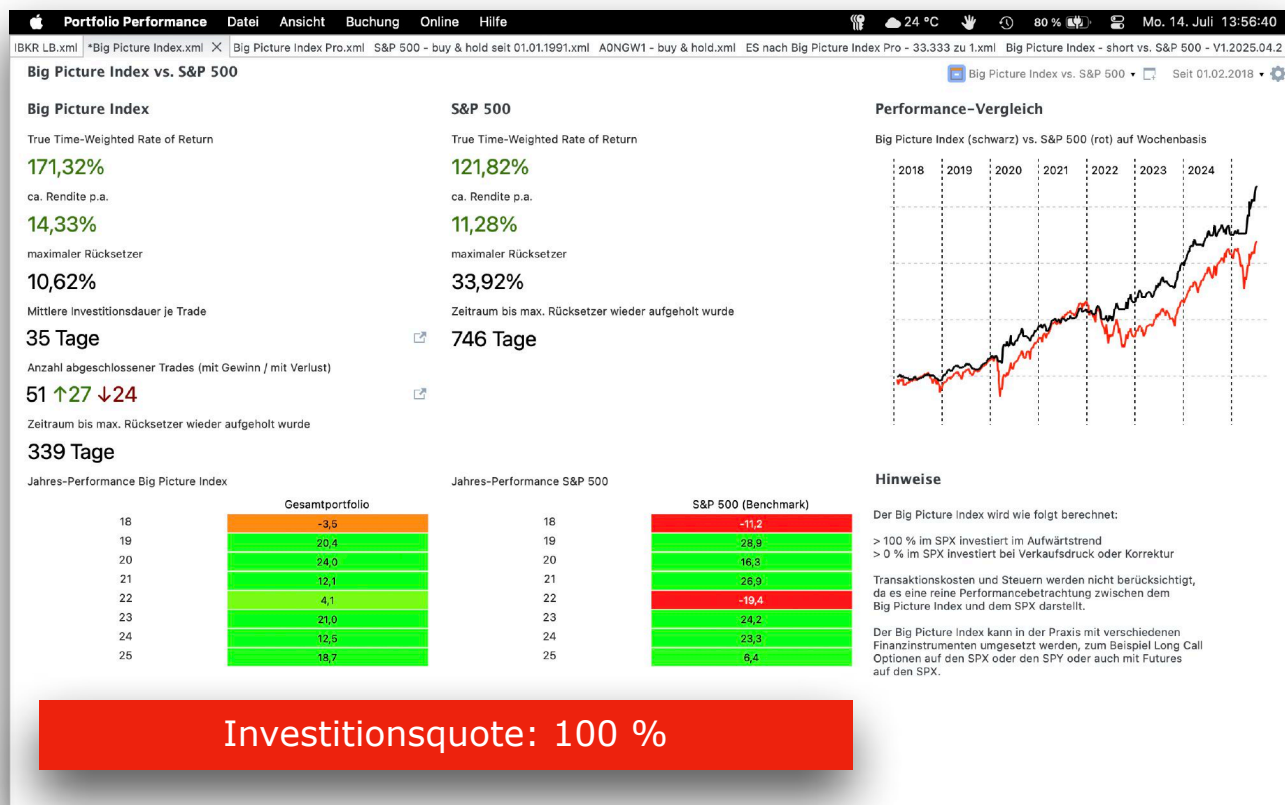 Portfolio Performance Datei Ansicht Buchung Online Hilfe 24 °C 80 % Mo. 14. Juli 13:56:40
IBKR LB.xml *Big Picture Index.xml Big Picture Index Pro.xml S&P 500 - buy & hold seit 01.01.1991.xml A0NGW1 - buy & hold.xml ES nach Big Picture Index Pro - 33.333 zu 1.xml Big Picture Index - short vs. S&P 500 - V1.2025.04.2
Big Picture Index vs. S&P 500
Big Picture Index vs. S&P 500 Seit 01.02.2018
Big Picture Index
True Time-Weighted Rate of Return
171,32%
ca. Rendite p.a.
14,33%
maximaler Rücksetzer
10,62%
Mittlere Investitionsdauer je Trade
35 Tage
Anzahl abgeschlossener Trades (mit Gewinn / mit Verlust)
51 ↑27 ↓24
Zeitraum bis max. Rücksetzer wieder aufgeholt wurde
339 Tage
S&P 500
True Time-Weighted Rate of Return
121,82%
ca. Rendite p.a.
11,28%
maximaler Rücksetzer
33,92%
Zeitraum bis max. Rücksetzer wieder aufgeholt wurde
746 Tage
Performance-Vergleich
Big Picture Index (schwarz) vs. S&P 500 (rot) auf Wochenbasis
2018 2019 2020 2021 2022 2023 2024
Jahres-Performance Big Picture Index
Gesamtportfolio
18 -3,5
19 20,4
20 24,0
21 12,1
22 4,1
23 21,0
24 12,5
25 18,7
Jahres-Performance S&P 500
S&P 500 (Benchmark)
18 -11,2
19 28,9
20 16,3
21 26,9
22 -19,4
23 24,2
24 23,3
25 6,4
Hinweise
Der Big Picture Index wird wie folgt berechnet:
> 100 % im SPX investiert im Aufwärtstrend
> 0 % im SPX investiert bei Verkaufsdruck oder Korrektur
Transaktionskosten und Steuern werden nicht berücksichtigt,
da es eine reine Performancebetrachtung zwischen dem
Big Picture Index und dem SPX darstellt.
Der Big Picture Index kann in der Praxis mit verschiedenen
Finanzinstrumenten umgesetzt werden, zum Beispiel Long Call
Optionen auf den SPX oder den SPY oder auch mit Futures
auf den SPX.
Investitionsquote: 100 %